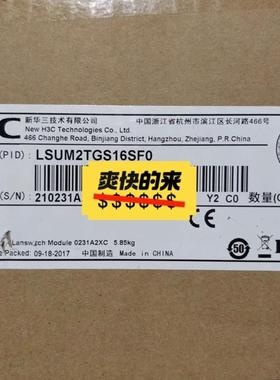 C
新华三技术有限公司
New H3C Technologies Co., Ltd.
中国浙江省杭州市滨江区长河路466号
466 Changhe Road, Binjiang District, Hangzhou, Zhejiang, P.R.China
(PID): LSUM2TGS16SF0
爽快的来
$$$$$$
(S/N): 210231A
Y2 C0
数量(
CE
50
Lanswitch Module 0231A2XC 5.85kg
Packed: 09-18-2017
中国制造
Made in China